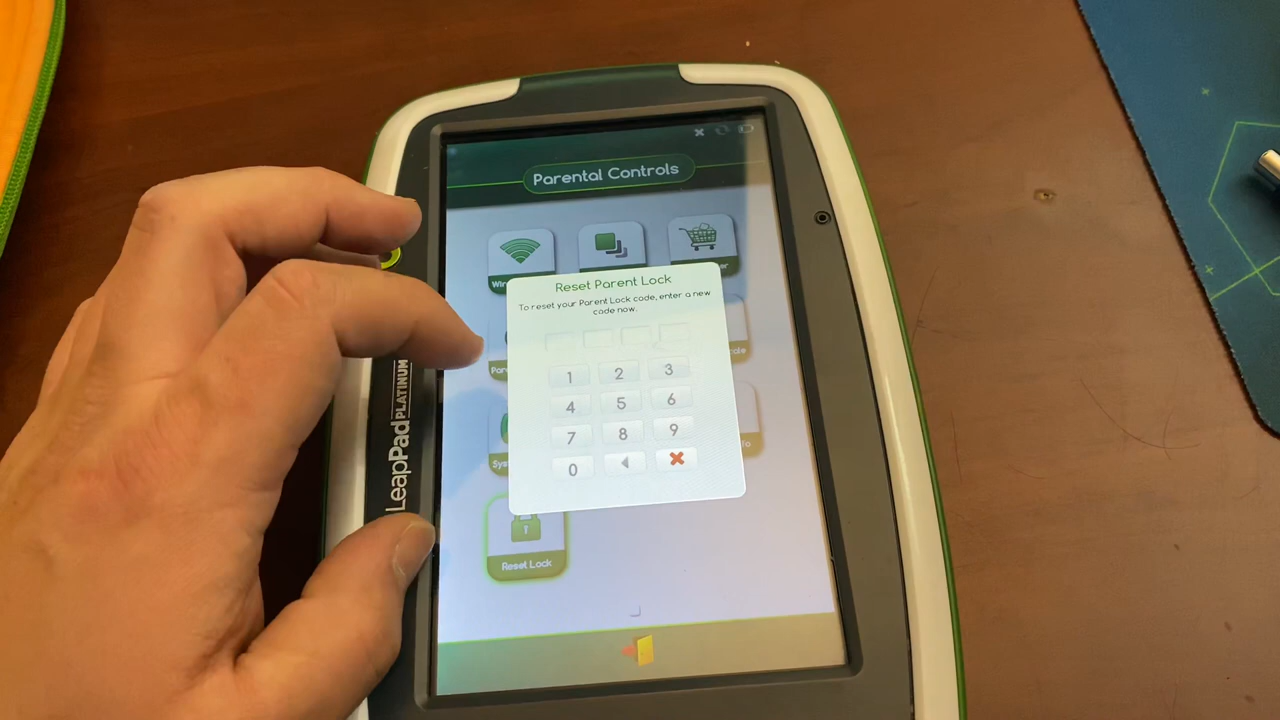 Parental Controls
Reset Parent Lock
To reset your Parent Lock code, enter a new
code now.
1 2 3
4 5 6
7 8 9
0
Reset Lock
LeapPad PLATINUM